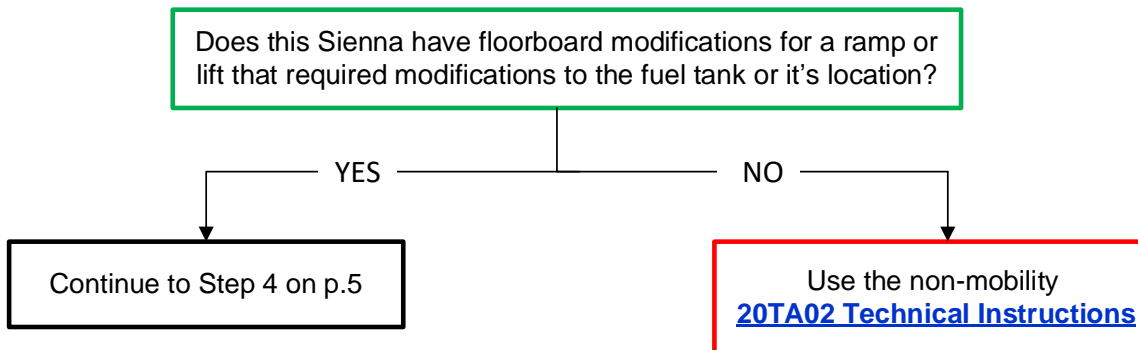 Does this Sienna have floorboard modifications for a ramp or
lift that required modifications to the fuel tank or it's location?
YES
NO
Continue to Step 4 on p.5
Use the non-mobility
20TA02 Technical Instructions